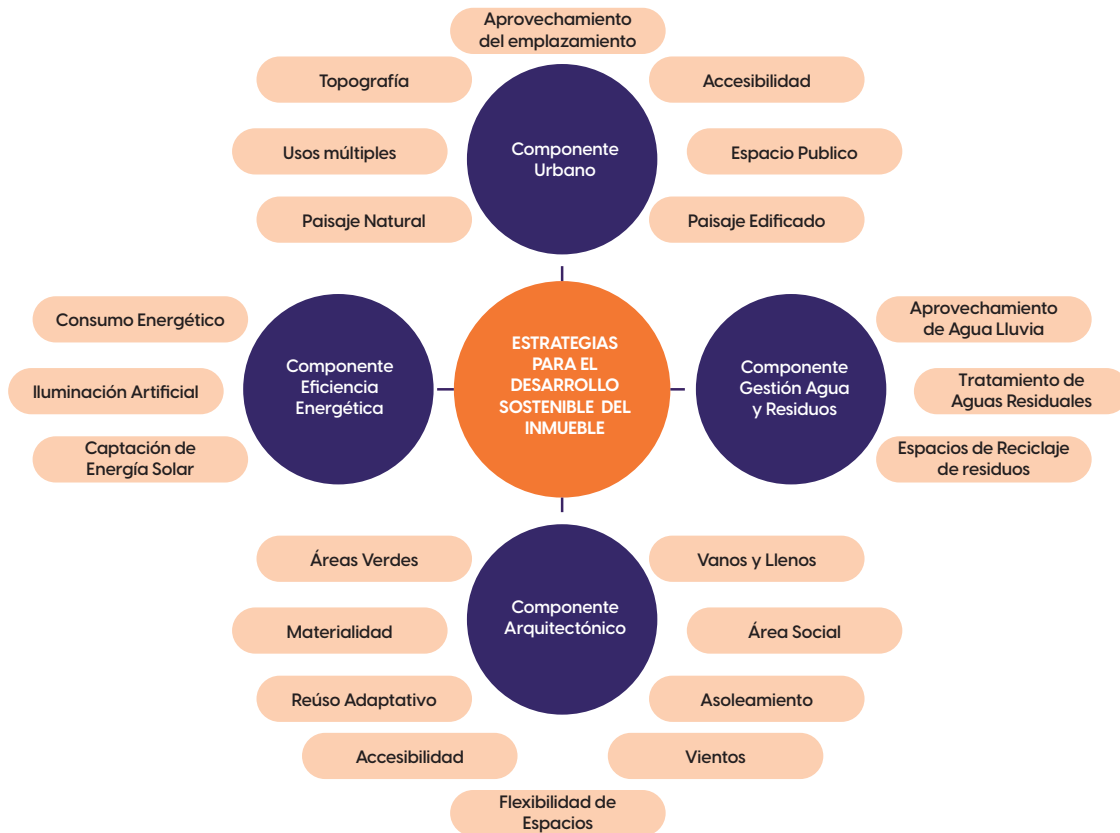 Aprovechamiento
del emplazamiento
Topografía
Accesibilidad
Usos múltiples
Componente
Urbano
Espacio Publico
Paisaje Natural
Paisaje Edificado
Consumo Energético
Iluminación Artificial
Captación de
Energía Solar
Componente
Eficiencia
Energética
ESTRATEGIAS
PARA EL
DESARROLLO
SOSTENIBLE DEL
INMUEBLE
Componente
Gestión Agua
y Residuos
Aprovechamiento
de Agua Lluvia
Tratamiento de
Aguas Residuales
Espacios de Reciclaje
de residuos
Áreas Verdes
Vanos y Llenos
Materialidad
Componente
Arquitectónico
Área Social
Reúso Adaptativo
Asoleamiento
Accesibilidad
Vientos
Flexibilidad de
Espacios